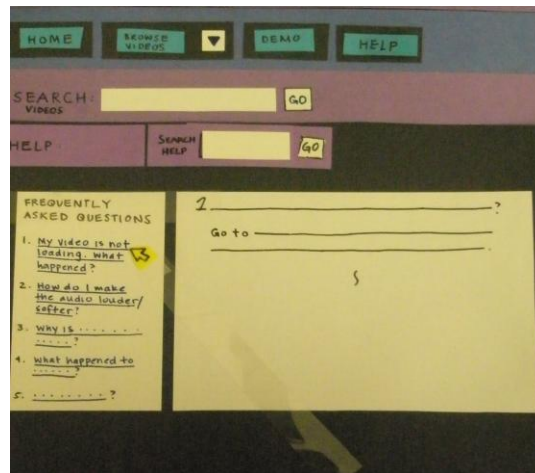 HOME
BROWSE
VIDEOS
DEMO
HELP
SEARCH:
VIDEOS
GO
HELP
SEARCH
HELP
GO
FREQUENTLY
ASKED QUESTIONS
1. My video is not
loading. What
happened?
2. How do I make
the audio louder/
softer?
3. Why is .......
.....?
4. What happened to
.....?
5. ........?
1 ?
Go to
.